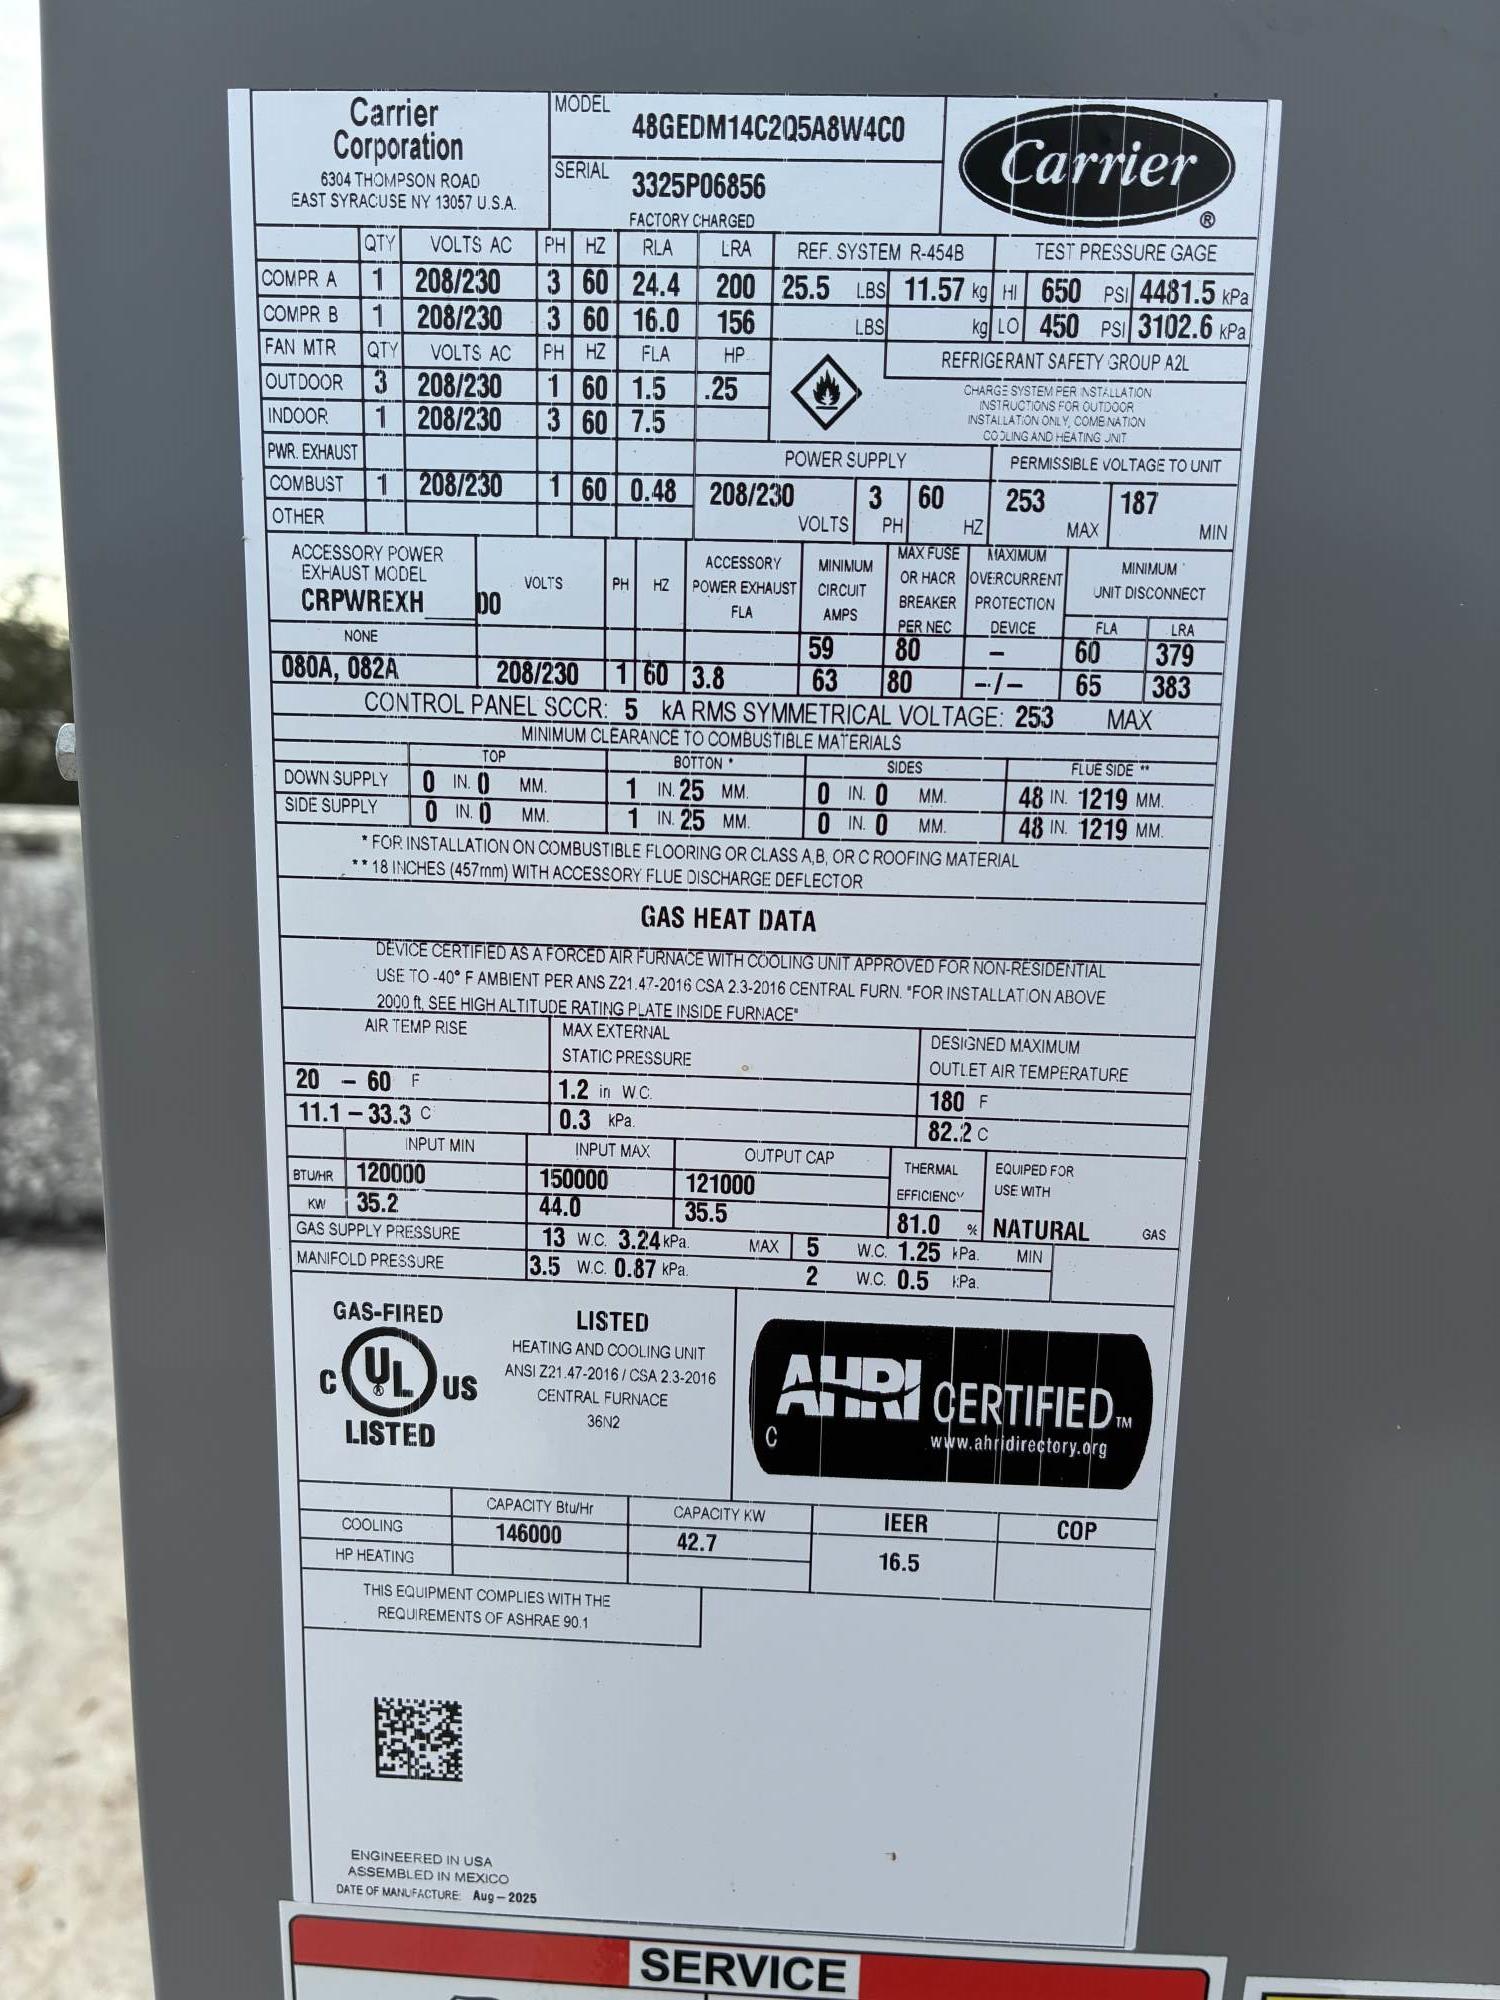 Carrier
Corporation
6304 THOMPSON ROAD
EAST SYRACUSE NY 13057 U.S.A.
MODEL 48GEDM14C2Q5A8W4C0
SERIAL 3325P06856
FACTORY CHARGED
Carrier ®
QTY VOLTS AC PH HZ RLA LRA REF. SYSTEM R-454B TEST PRESSURE GAGE
COMPR A 1 208/230 3 60 24.4 200 25.5 LBS 11.57 kg HI 650 PSI 4481.5 kPa
COMPR B 1 208/230 3 60 16.0 156 LBS kg LO 450 PSI 3102.6 kPa
FAN MTR QTY VOLTS AC PH HZ FLA HP REFRIGERANT SAFETY GROUP A2L
OUTDOOR 3 208/230 1 60 1.5 .25
INDOOR 1 208/230 3 60 7.5
CHARGE SYSTEM PER INSTALLATION
INSTRUCTIONS FOR OUTDOOR
INSTALLATION ONLY, COMBINATION
COOLING AND HEATING UNIT
PWR. EXHAUST
COMBUST 1 208/230 1 60 0.48
OTHER
POWER SUPPLY PERMISSIBLE VOLTAGE TO UNIT
208/230 VOLTS 3 PH 60 HZ 253 MAX 187 MIN
ACCESSORY POWER
EXHAUST MODEL
CRPWREXH____00
VOLTS PH HZ
ACCESSORY
POWER EXHAUST
FLA
MINIMUM
CIRCUIT
AMPS
MAX FUSE
OR HACR
BREAKER
PER NEC
MAXIMUM
OVERCURRENT
PROTECTION
DEVICE
MINIMUM
UNIT DISCONNECT
FLA LRA
NONE 59 80 – 60 379
080A, 082A 208/230 1 60 3.8 63 80 –/– 65 383
CONTROL PANEL SCCR: 5 kA RMS SYMMETRICAL VOLTAGE: 253 MAX
MINIMUM CLEARANCE TO COMBUSTIBLE MATERIALS
TOP BOTTON * SIDES FLUE SIDE **
DOWN SUPPLY 0 IN. 0 MM. 1 IN. 25 MM. 0 IN. 0 MM. 48 IN. 1219 MM.
SIDE SUPPLY 0 IN. 0 MM. 1 IN. 25 MM. 0 IN. 0 MM. 48 IN. 1219 MM.
* FOR INSTALLATION ON COMBUSTIBLE FLOORING OR CLASS A,B, OR C ROOFING MATERIAL
** 18 INCHES (457mm) WITH ACCESSORY FLUE DISCHARGE DEFLECTOR
GAS HEAT DATA
DEVICE CERTIFIED AS A FORCED AIR FURNACE WITH COOLING UNIT APPROVED FOR NON-RESIDENTIAL
USE TO -40° F AMBIENT PER ANS Z21.47-2016 CSA 2.3-2016 CENTRAL FURN. "FOR INSTALLATION ABOVE
2000 ft, SEE HIGH ALTITUDE RATING PLATE INSIDE FURNACE"
AIR TEMP RISE
20 – 60 F
11.1 – 33.3 C
MAX EXTERNAL
STATIC PRESSURE
1.2 in W.C.
0.3 kPa.
DESIGNED MAXIMUM
OUTLET AIR TEMPERATURE
180 F
82.2 C
INPUT MIN INPUT MAX OUTPUT CAP
BTU/HR 120000 150000 121000
KW 35.2 44.0 35.5
THERMAL
EFFICIENCY
81.0 %
EQUIPED FOR
USE WITH
NATURAL GAS
GAS SUPPLY PRESSURE 13 W.C. 3.24 kPa. MAX 5 W.C. 1.25 kPa. MIN
MANIFOLD PRESSURE 3.5 W.C. 0.87 kPa. 2 W.C. 0.5 kPa.
GAS-FIRED
C UL ® US
LISTED
LISTED
HEATING AND COOLING UNIT
ANSI Z21.47-2016 / CSA 2.3-2016
CENTRAL FURNACE
36N2
AHRI CERTIFIED™
C www.ahridirectory.org
CAPACITY Btu/Hr CAPACITY KW IEER COP
COOLING 146000 42.7 16.5
HP HEATING
THIS EQUIPMENT COMPLIES WITH THE
REQUIREMENTS OF ASHRAE 90.1
ENGINEERED IN USA
ASSEMBLED IN MEXICO
DATE OF MANUFACTURE: Aug – 2025
SERVICE